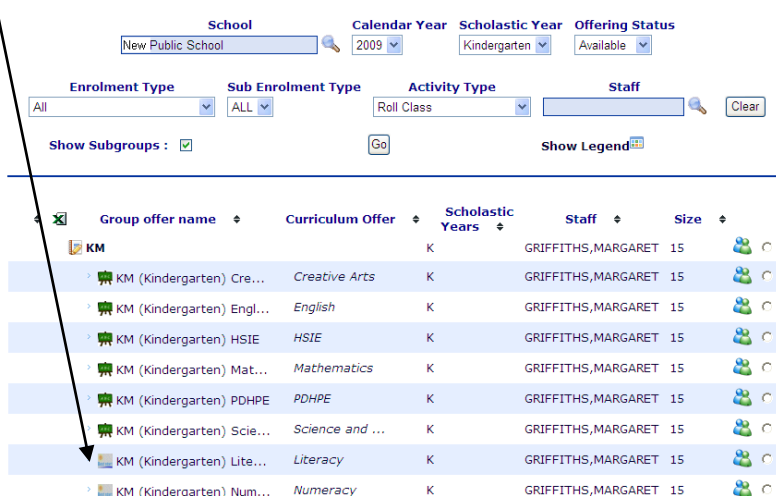 School Calendar Year Scholastic Year Offering Status
New Public School 2009 Kindergarten Available
Enrolment Type Sub Enrolment Type Activity Type Staff
All ALL Roll Class Clear
Show Subgroups : Go Show Legend
Group offer name Curriculum Offer Scholastic Years Staff Size
KM K GRIFFITHS,MARGARET 15
KM (Kindergarten) Cre... Creative Arts K GRIFFITHS,MARGARET 15
KM (Kindergarten) Engl... English K GRIFFITHS,MARGARET 15
KM (Kindergarten) HSIE HSIE K GRIFFITHS,MARGARET 15
KM (Kindergarten) Mat... Mathematics K GRIFFITHS,MARGARET 15
KM (Kindergarten) PDHPE PDHPE K GRIFFITHS,MARGARET 15
KM (Kindergarten) Scie... Science and ... K GRIFFITHS,MARGARET 15
KM (Kindergarten) Lite... Literacy K GRIFFITHS,MARGARET 15
KM (Kindergarten) Num... Numeracy K GRIFFITHS,MARGARET 15